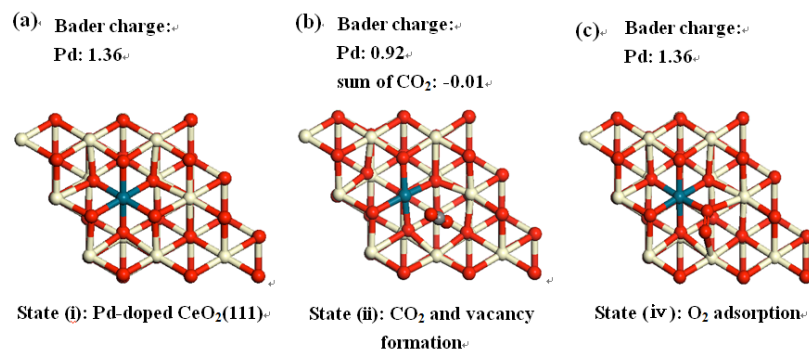 (a) Bader charge:↵
Pd: 1.36↵
(b) Bader charge:↵
Pd: 0.92↵
sum of CO₂: -0.01↵
(c) Bader charge:↵
Pd: 1.36↵
State (i): Pd-doped CeO₂(111)↵
State (ii): CO₂ and vacancy
formation↵
State (iv): O₂ adsorption↵